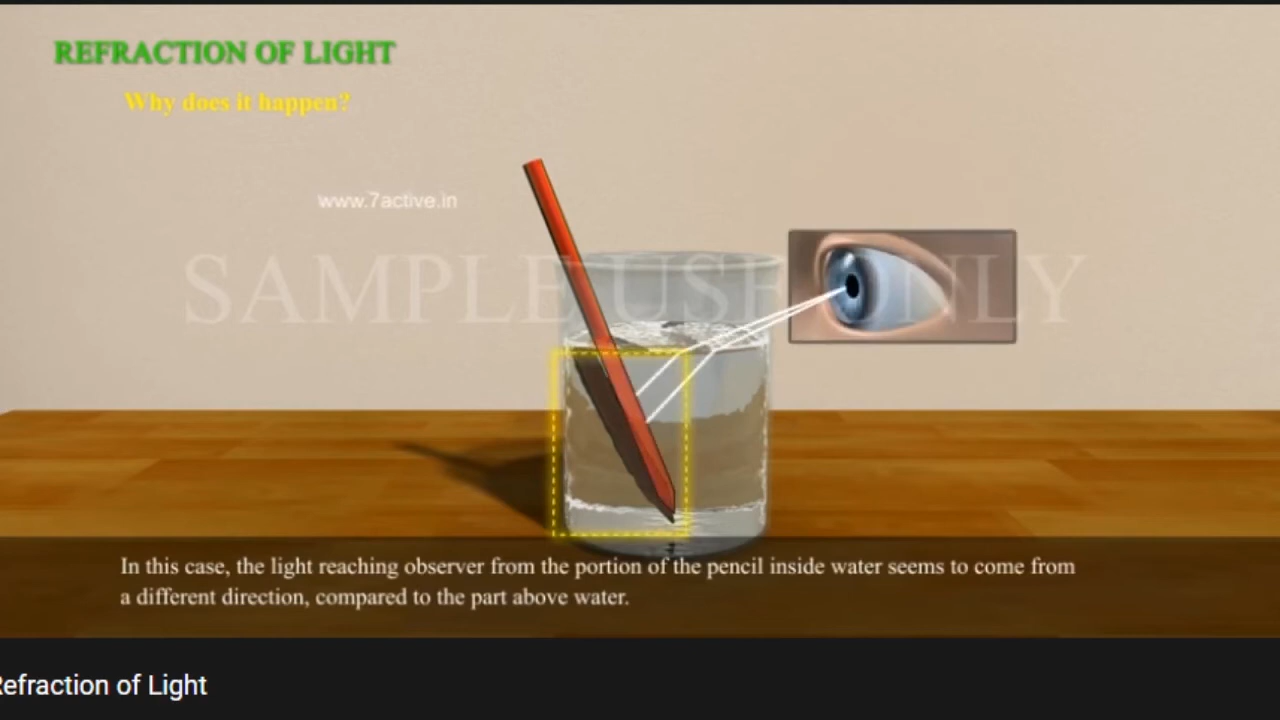 REFRACTION OF LIGHT
Why does it happen?
www.7active.in
SAMPLE USE ONLY
In this case, the light reaching observer from the portion of the pencil inside water seems to come from
a different direction, compared to the part above water.
Refraction of Light